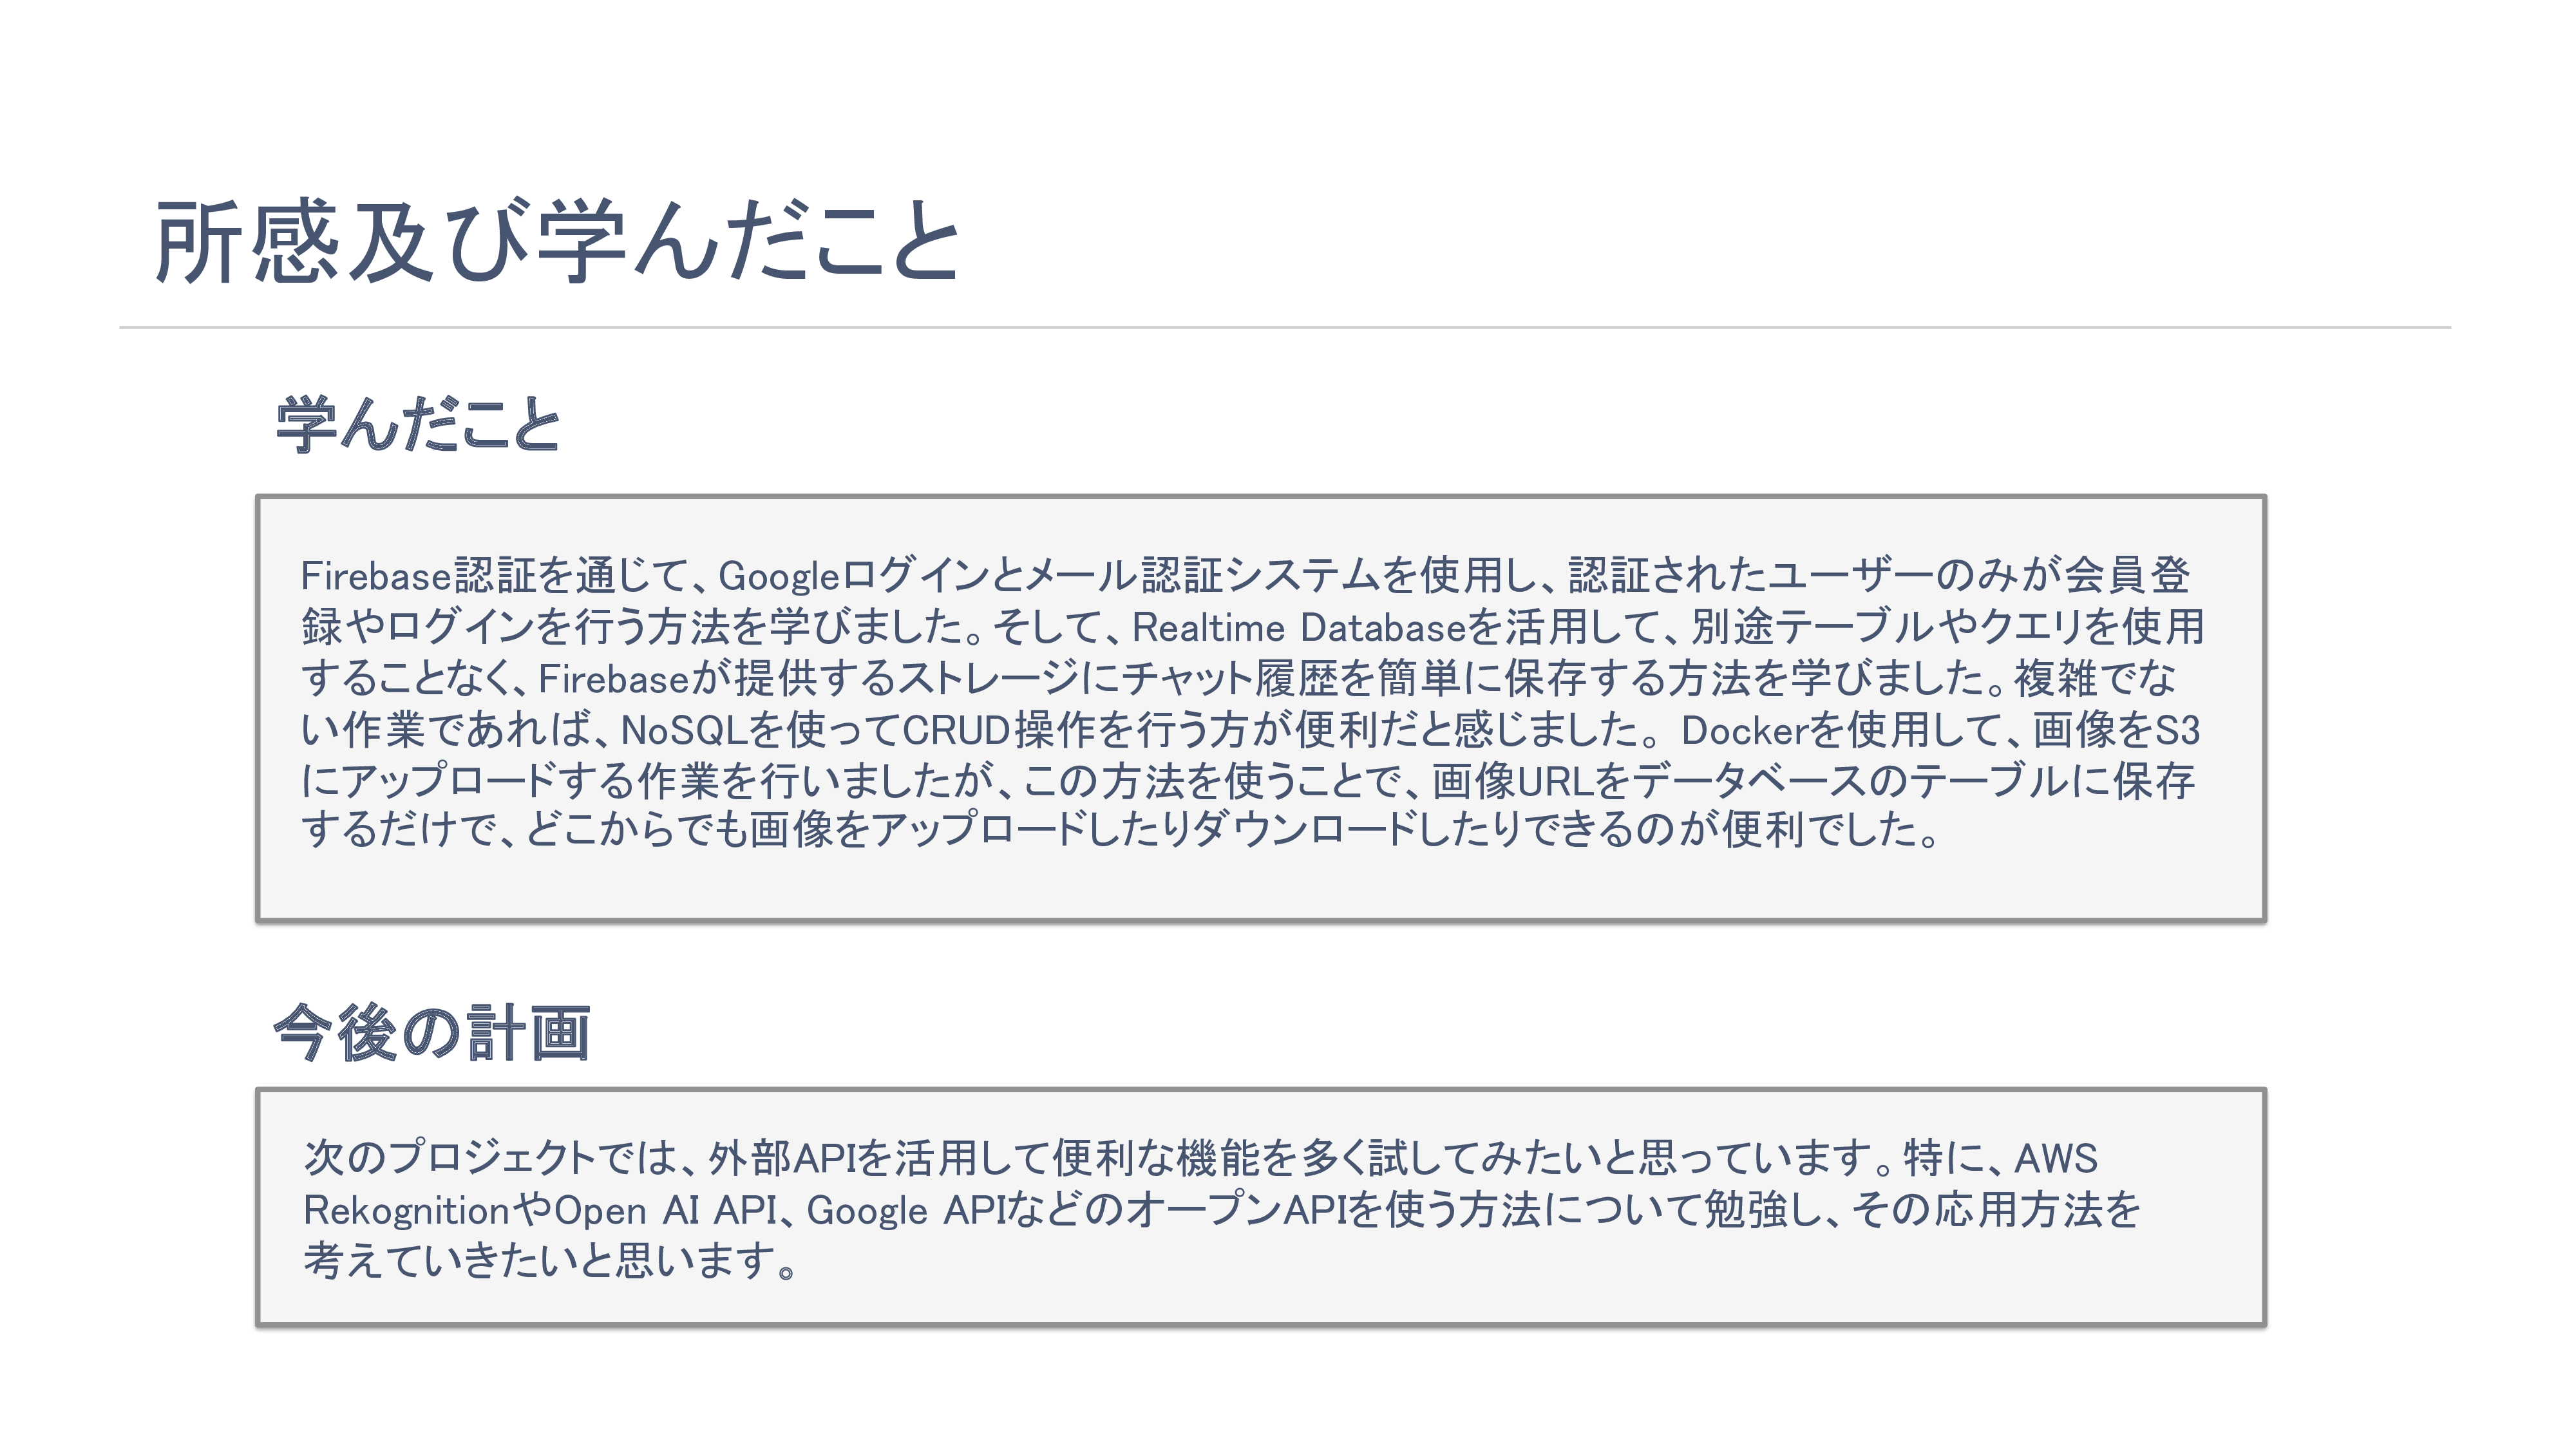 所感及び学んだこと
学んだこと
Firebase認証を通じて、Googleログインとメール認証システムを使用し、認証されたユーザーのみが会員登
録やログインを行う方法を学びました。そして、Realtime Databaseを活用して、別途テーブルやクエリを使用
することなく、Firebaseが提供するストレージにチャット履歴を簡単に保存する方法を学びました。複雑でな
い作業であれば、NoSQLを使ってCRUD操作を行う方が便利だと感じました。 Dockerを使用して、画像をS3
にアップロードする作業を行いましたが、この方法を使うことで、画像URLをデータベースのテーブルに保存
するだけで、どこからでも画像をアップロードしたりダウンロードしたりできるのが便利でした。
今後の計画
次のプロジェクトでは、外部APIを活用して便利な機能を多く試してみたいと思っています。特に、AWS
RekognitionやOpen AI API、Google APIなどのオープンAPIを使う方法について勉強し、その応用方法を
考えていきたいと思います。